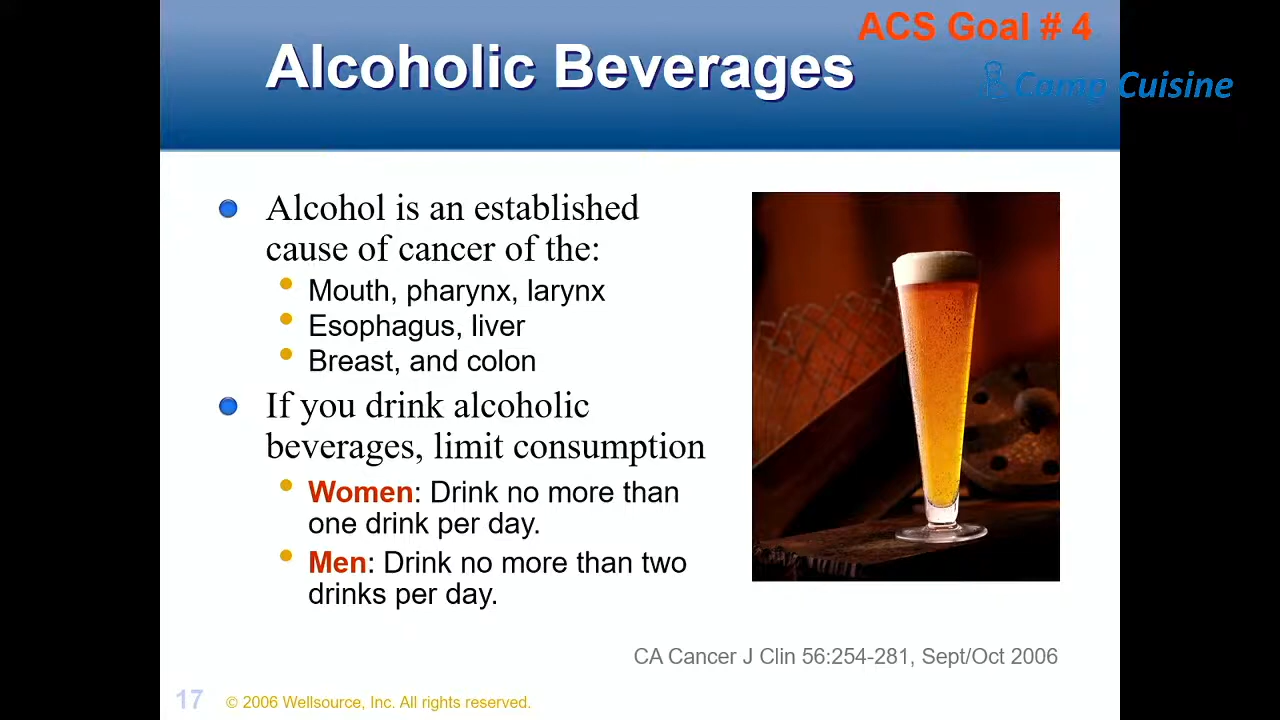 ACS Goal # 4
Alcoholic Beverages
Camp Cuisine
Alcohol is an established
cause of cancer of the:
Mouth, pharynx, larynx
Esophagus, liver
Breast, and colon
If you drink alcoholic
beverages, limit consumption
Women: Drink no more than
one drink per day.
Men: Drink no more than two
drinks per day.
CA Cancer J Clin 56:254-281, Sept/Oct 2006
17 © 2006 Wellsource, Inc. All rights reserved.